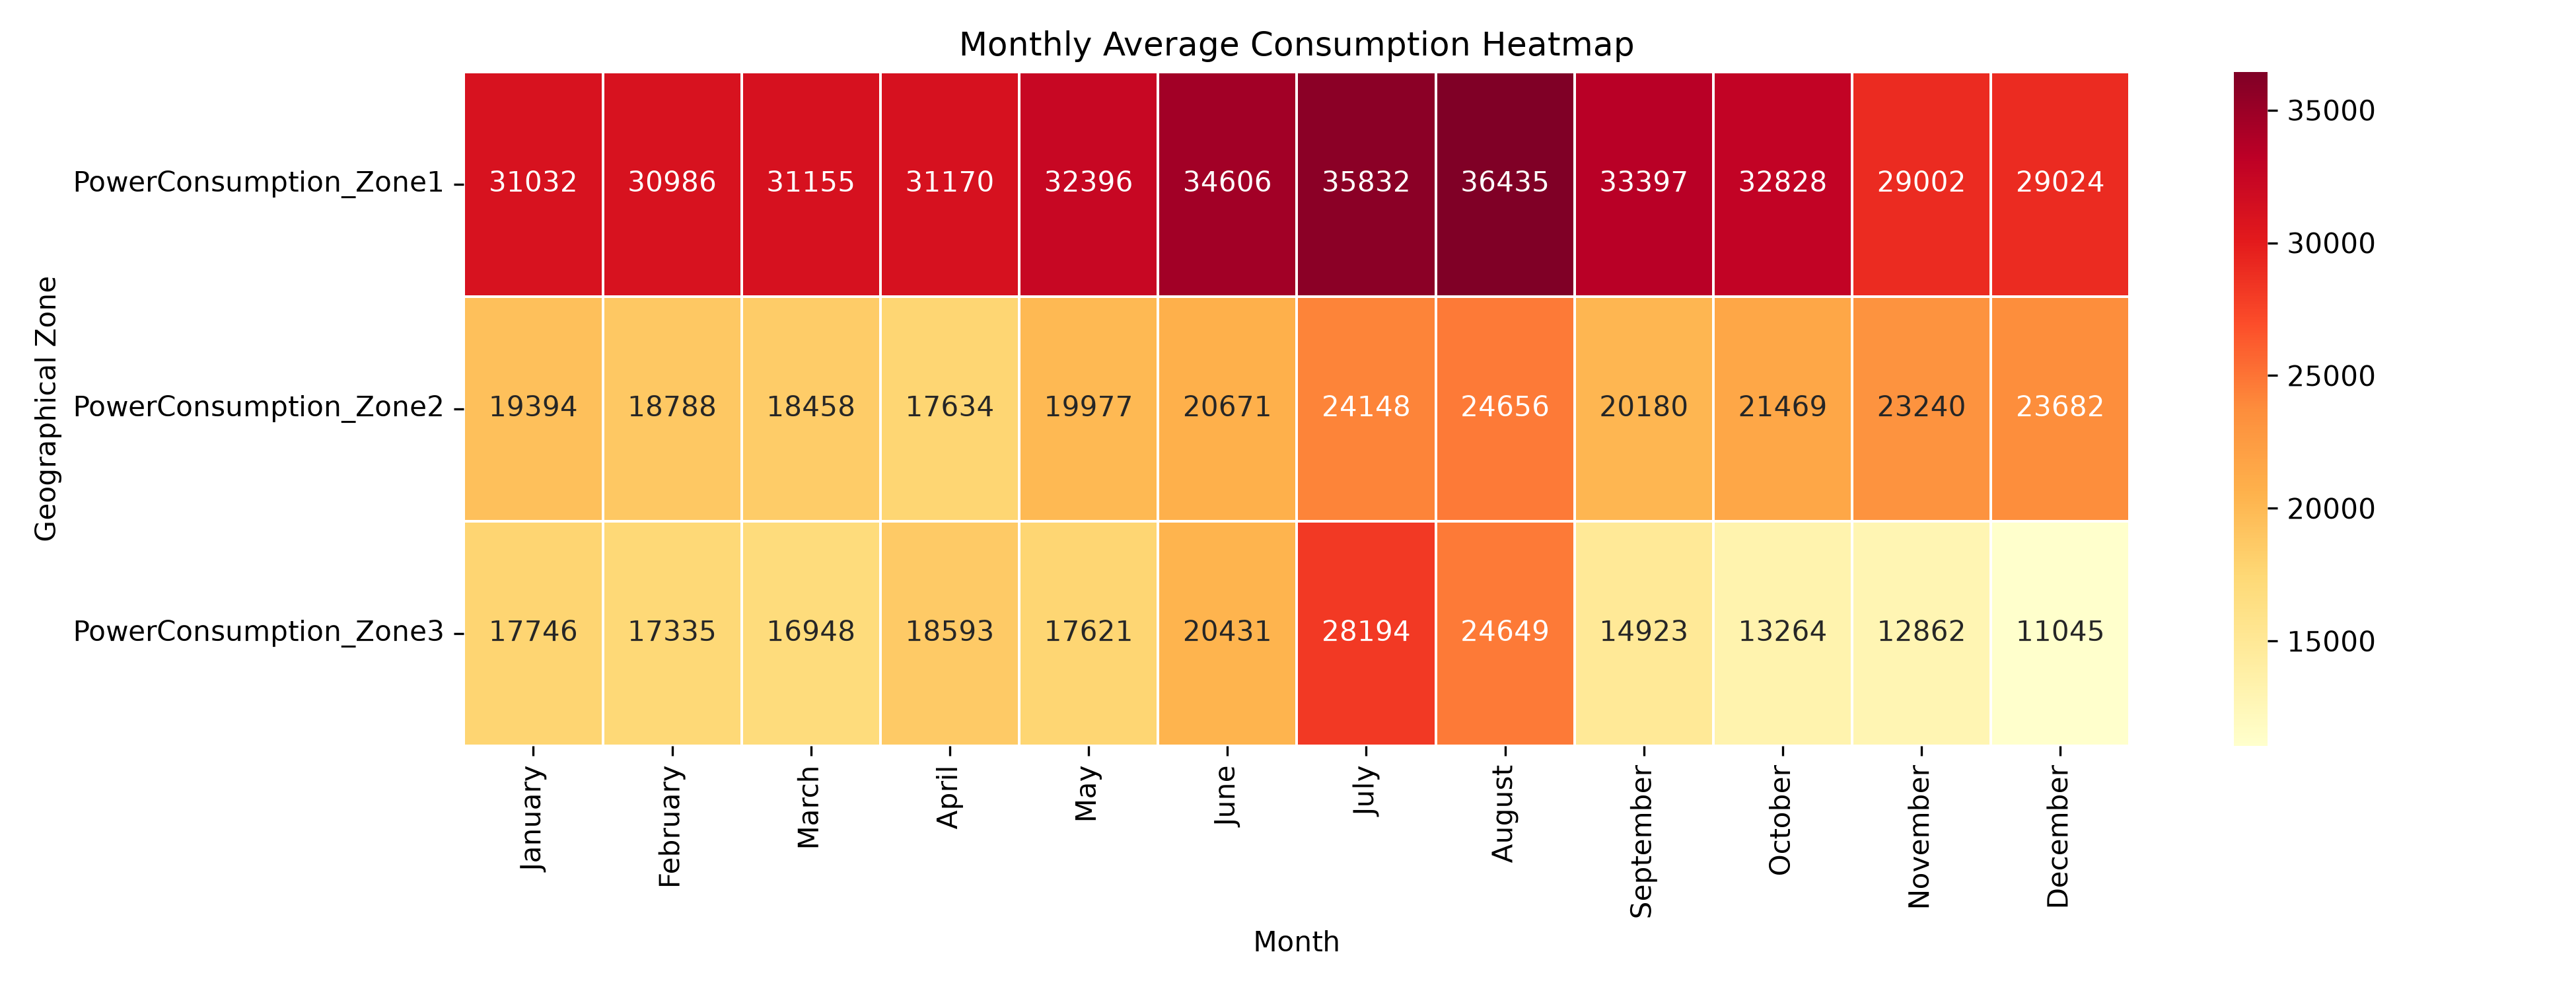 Monthly Average Consumption Heatmap
Geographical Zone
PowerConsumption_Zone1 31032 30986 31155 31170 32396 34606 35832 36435 33397 32828 29002 29024
PowerConsumption_Zone2 19394 18788 18458 17634 19977 20671 24148 24656 20180 21469 23240 23682
PowerConsumption_Zone3 17746 17335 16948 18593 17621 20431 28194 24649 14923 13264 12862 11045
January February March April May June July August September October November December
Month
35000
30000
25000
20000
15000